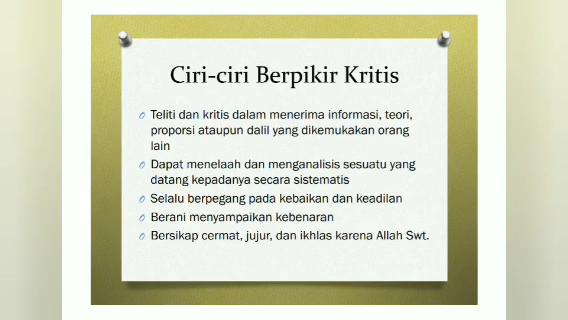 Ciri-ciri Berpikir Kritis
Teliti dan kritis dalam menerima informasi, teori,
proporsi ataupun dalil yang dikemukakan orang
lain
Dapat menelaah dan menganalisis sesuatu yang
datang kepadanya secara sistematis
Selalu berpegang pada kebaikan dan keadilan
Berani menyampaikan kebenaran
Bersikap cermat, jujur, dan ikhlas karena Allah Swt.